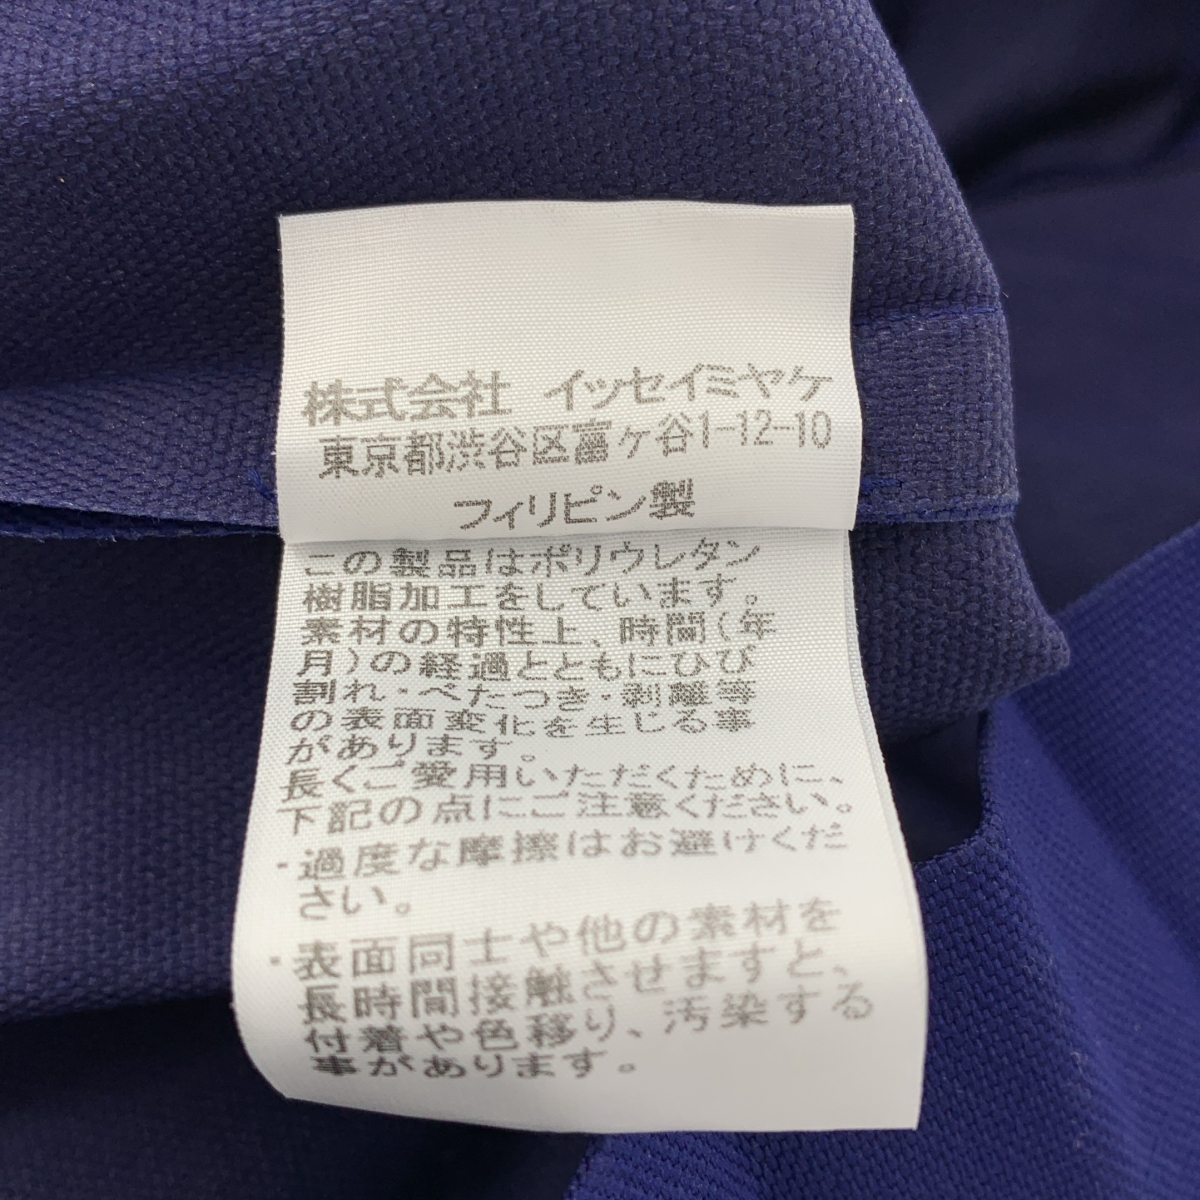 株式会社 イッセイミヤケ
東京都渋谷区富ケ谷1-12-10
フィリピン製
この製品はポリウレタン
樹脂加工をしています。
素材の特性上、時間(年
月)の経過とともにひび
割れ・べたつき・剥離等
の表面変化を生じる事
があります。
長くご愛用いただくために、
下記の点にご注意ください。
・過度な摩擦はお避けくだ
さい。
・表面同士や他の素材を
長時間接触させますと、
付着や色移り、汚染する
事があります。